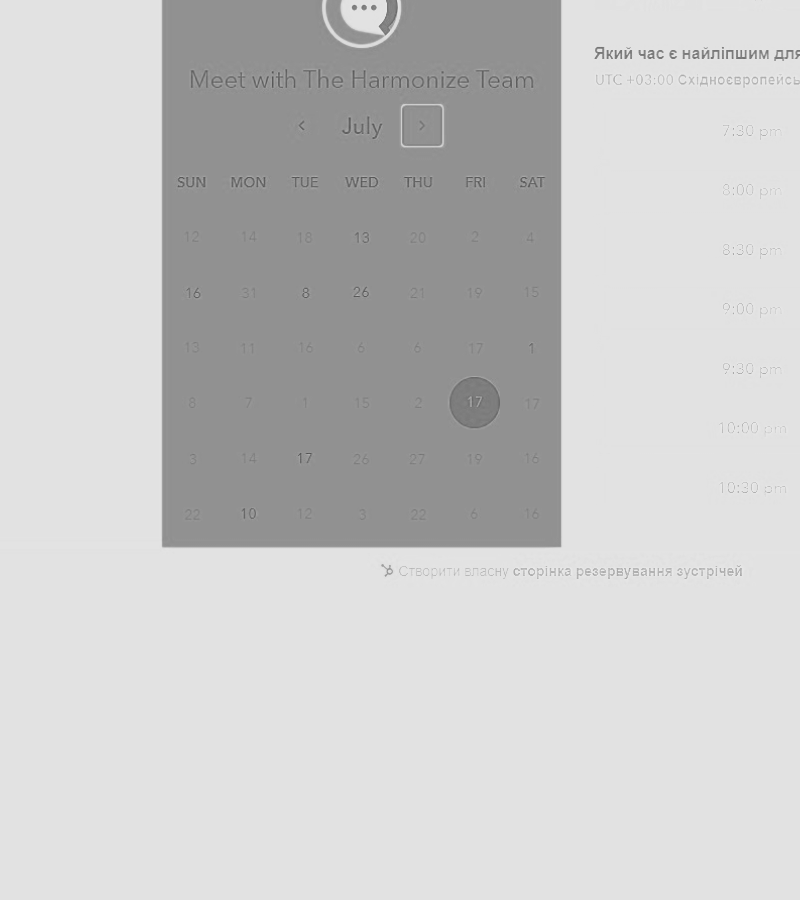 Meet with The Harmonize Team
July
SUN MON TUE WED THU FRI SAT
12 14 18 13 20 2 4
16 31 8 26 21 19 15
13 11 16 6 6 17 1
8 7 1 15 2 17 17
3 14 17 26 27 19 16
22 10 12 3 22 6 16
Який час є найліпшим для
UTC +03:00
7:30 pm
8:00 pm
8:30 pm
9:00 pm
9:30 pm
10:00 pm
10:30 pm
Створити власну сторінка резервування зустрічей